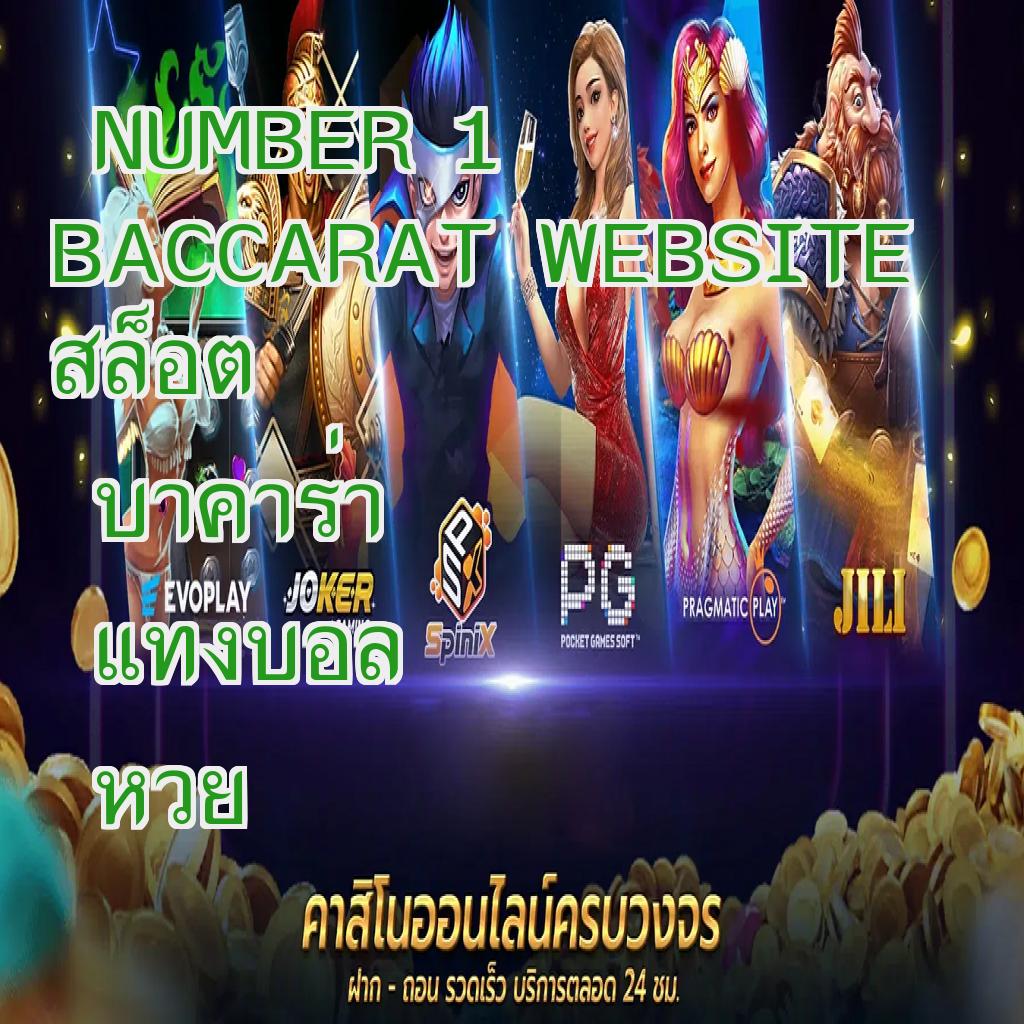 NUMBER 1
BACCARAT WEBSITE
สล็อต
บาคาร่า
EVOPLAY
JOKER
SpiniX
PG
POCKET GAMES SOFT™
PRAGMATIC PLAY™
JILI
แทงบอล
หวย
คาสิโนออนไลน์ครบวงจร
ฝาก - ถอน รวดเร็ว บริการตลอด 24 ชม.